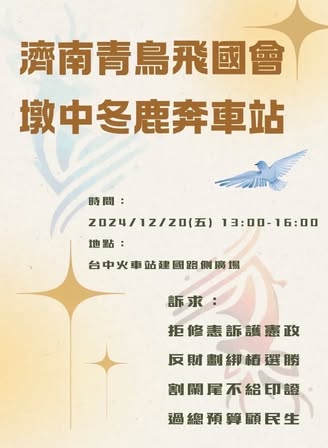 濟南青鳥飛國會
墩中冬鹿奔車站
時間：
2024/12/20(五) 13:00-16:00
地點：
台中火車站建國路側廣場
訴求：
拒修憲訴護憲政
反財劃綁樁選勝
割闌尾不給印證
過總預算顧民生